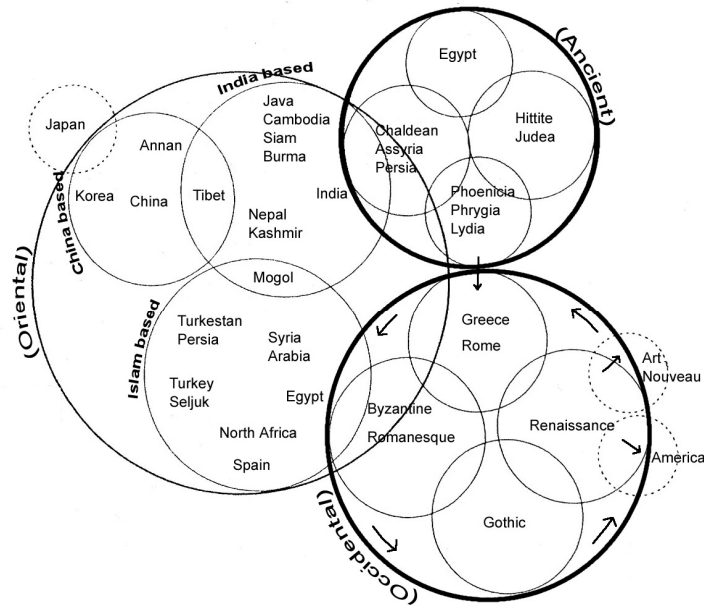 (Ancient)
Egypt
Hittite
Judea
Chaldean
Assyria
Persia
Phoenicia
Phrygia
Lydia
(Oriental)
India based
Java
Cambodia
Siam
Burma
India
Nepal
Kashmir
Japan
China based
Annan
Korea
China
Tibet
Mogol
Islam based
Turkestan
Persia
Syria
Arabia
Turkey
Seljuk
Egypt
North Africa
Spain
(Occidental)
Greece
Rome
Byzantine
Romanesque
Renaissance
Gothic
Art
Nouveau
America